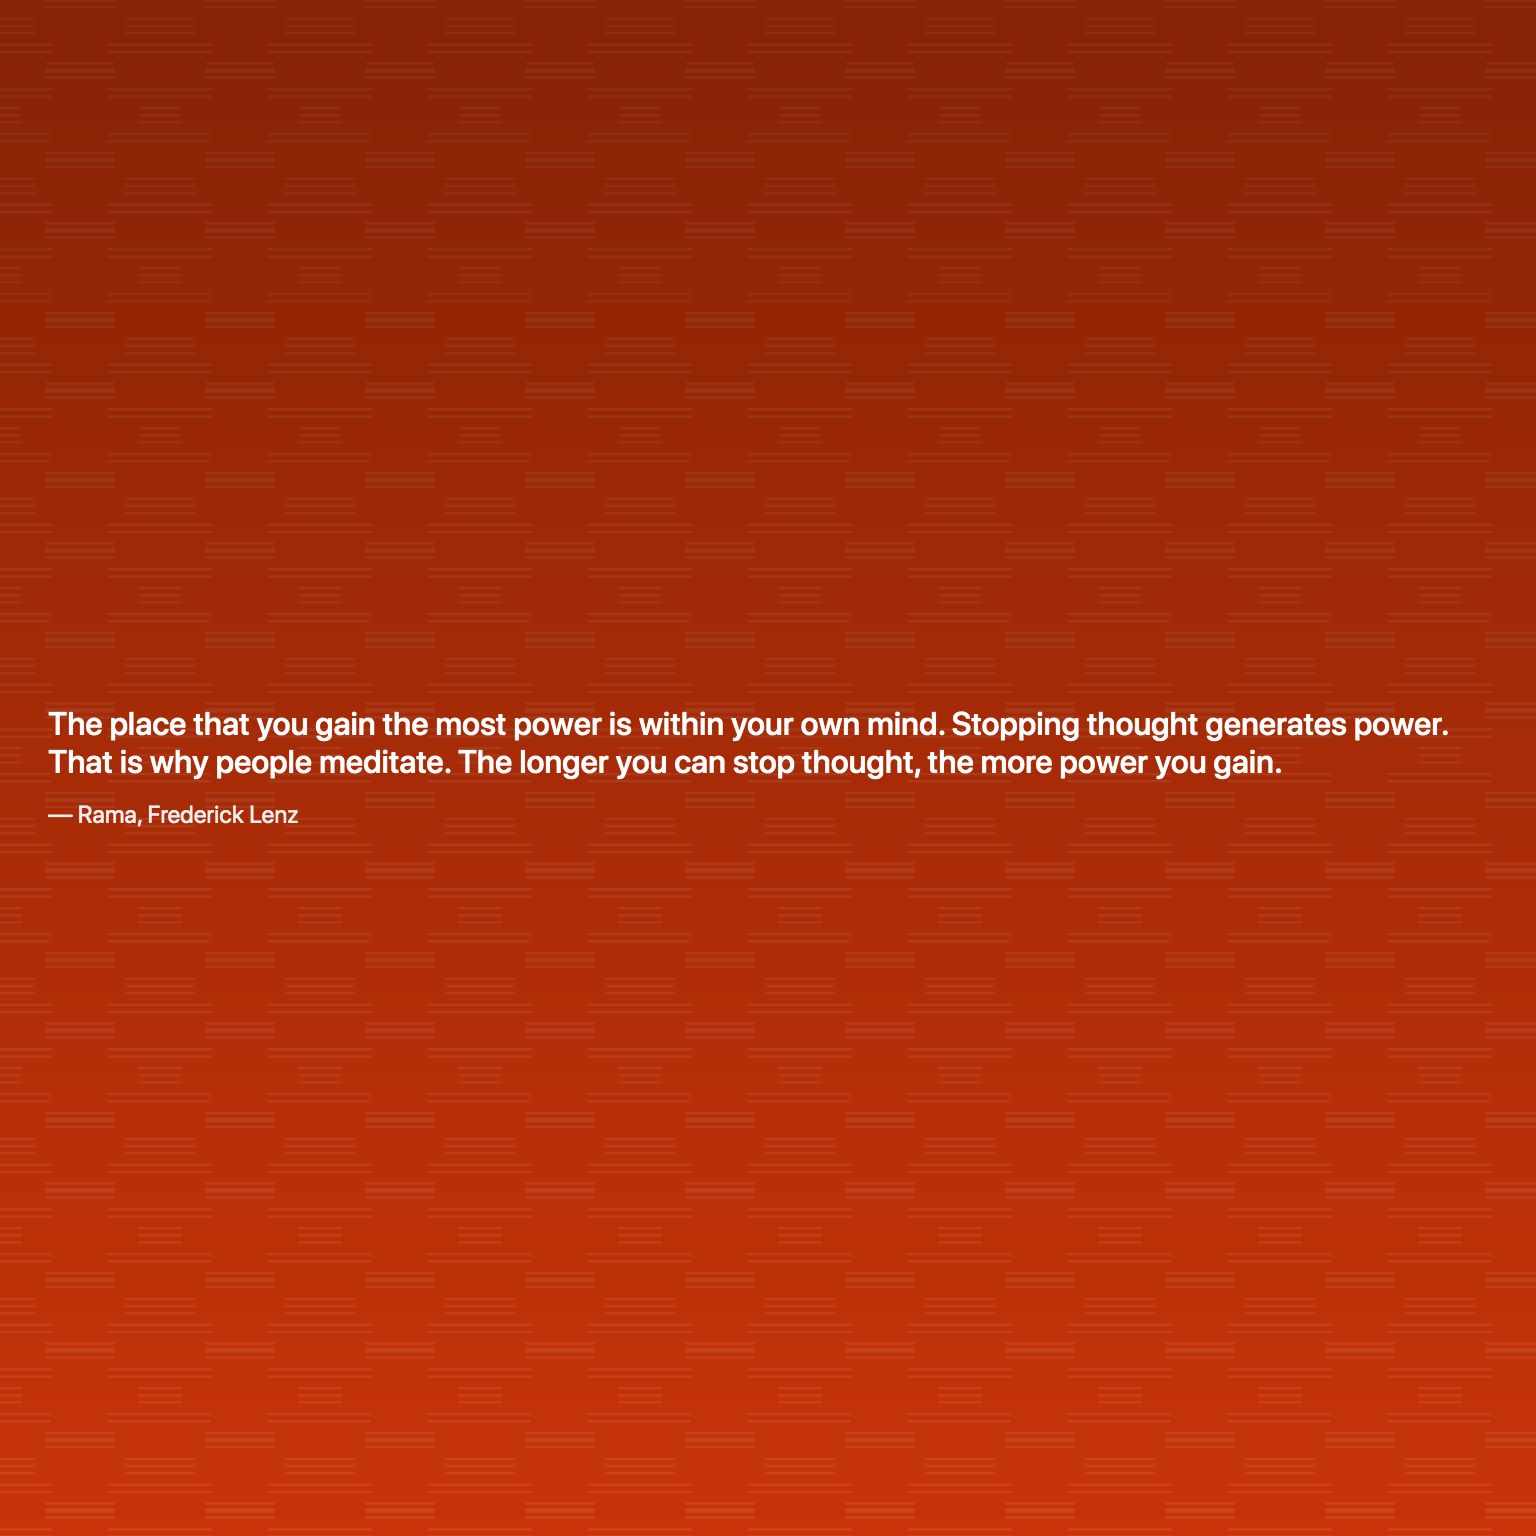 The place that you gain the most power is within your own mind. Stopping thought generates power.
That is why people meditate. The longer you can stop thought, the more power you gain.
— Rama, Frederick Lenz